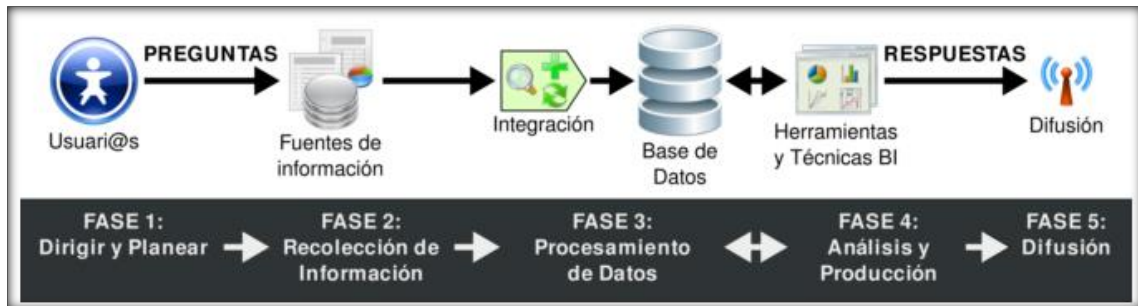 PREGUNTAS
RESPUESTAS
Usuari@s
Fuentes de
información
Integración
Base de
Datos
Herramientas
y Técnicas BI
Difusión
FASE 1:
Dirigir y Planear
FASE 2:
Recolección de
Información
FASE 3:
Procesamiento
de Datos
FASE 4:
Análisis y
Producción
FASE 5:
Difusión